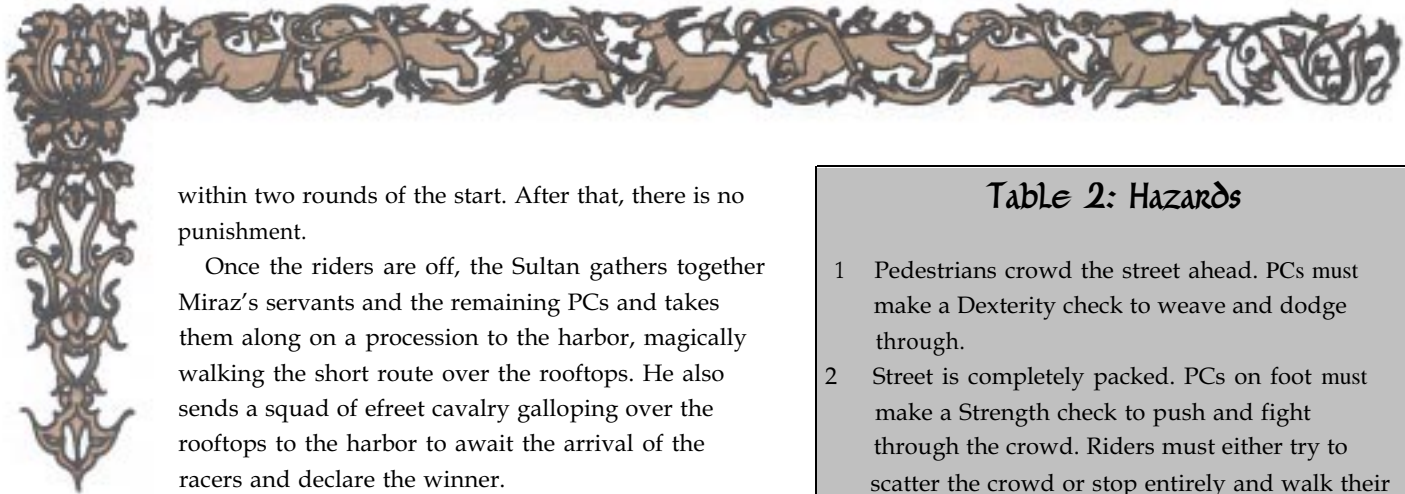 within two rounds of the start. After that, there is no
punishment.
Once the riders are off, the Sultan gathers together
Miraz's servants and the remaining PCs and takes
them along on a procession to the harbor, magically
walking the short route over the rooftops. He also
sends a squad of efreet cavalry galloping over the
rooftops to the harbor to await the arrival of the
racers and declare the winner.
Table 2: Hazards
1 Pedestrians crowd the street ahead. PCs must
make a Dexterity check to weave and dodge
through.
2 Street is completely packed. PCs on foot must
make a Strength check to push and fight
through the crowd. Riders must either try to
scatter the crowd or stop entirely and walk their